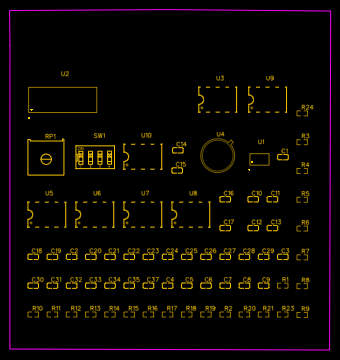 U2 U3 U9
R24
RP1 SW1 U10 C14 U4 U1 C1 R3
C15 R4
U5 U6 U7 U8 C16 C10 C11 R5
C17 C12 C13 R6
C18 C19 C2 C20 C21 C22 C23 C24 C25 C26 C27 C28 C29 C3 R7
C30 C31 C32 C33 C34 C35 C37 C4 C5 C6 C7 C8 C9 R1 R8
R10 R11 R12 R13 R14 R15 R16 R17 R18 R19 R2 R20 R21 R23 R9